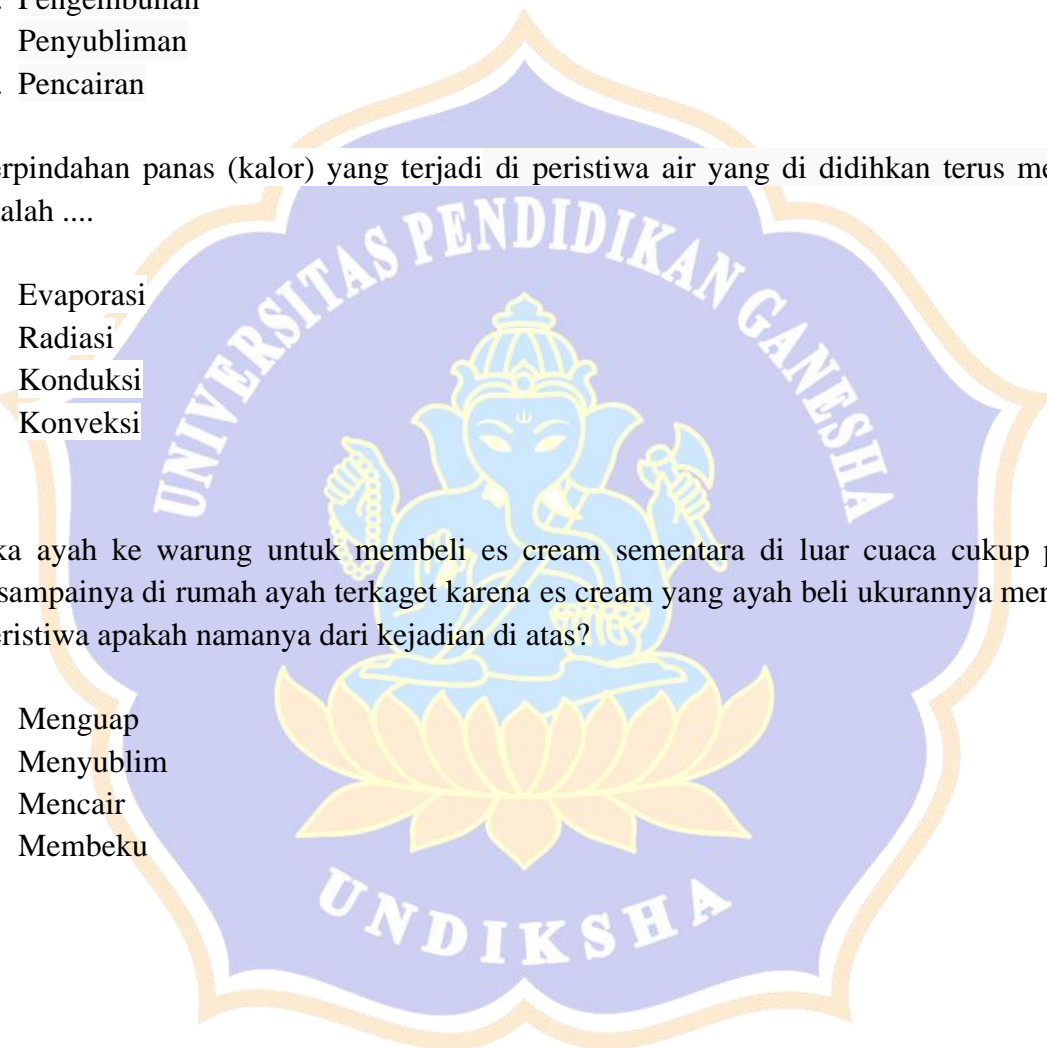 . Pengembunan
Penyubliman
. Pencairan
erpindahan panas (kalor) yang terjadi di peristiwa air yang di didihkan terus me
alah ....
Evaporasi
Radiasi
Konduksi
Konveksi
ka ayah ke warung untuk membeli es cream sementara di luar cuaca cukup p
sampainya di rumah ayah terkaget karena es cream yang ayah beli ukurannya men
eristiwa apakah namanya dari kejadian di atas?
Menguap
Menyublim
Mencair
Membeku
UNIVERSITAS PENDIDIKAN GANESHA
UNDIKSHA